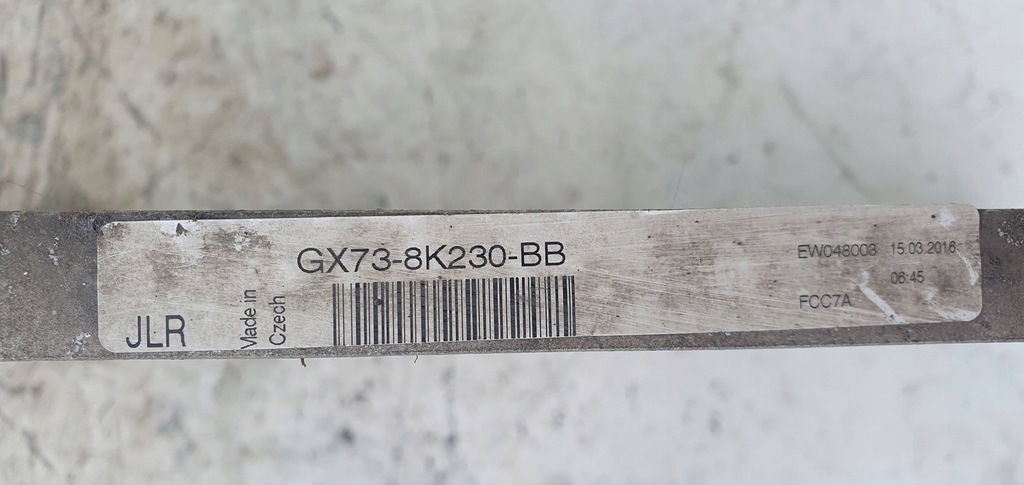 GX73-8K230-BB
EW048003 15.03.2016
06:45
FCC7A
Made in
Czech
JLR